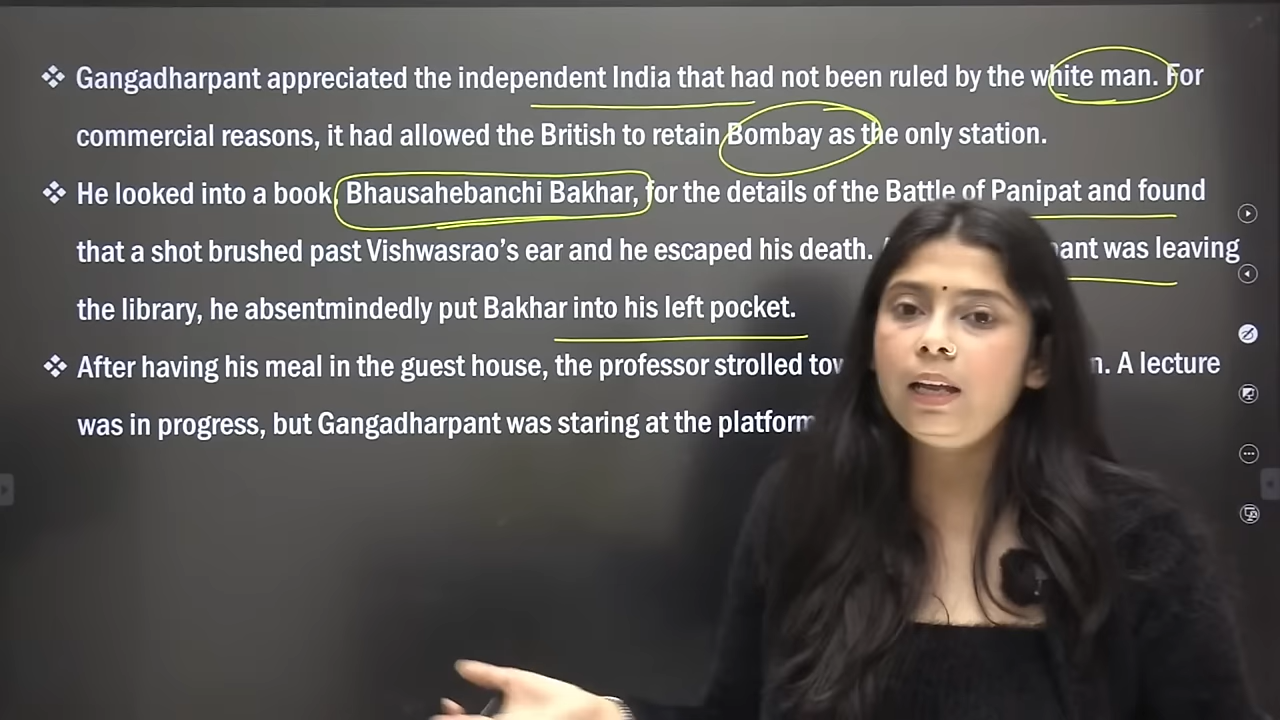 ❖ Gangadharpant appreciated the independent India that had not been ruled by the white man. For
commercial reasons, it had allowed the British to retain Bombay as the only station.
❖ He looked into a book, Bhausahebanchi Bakhar, for the details of the Battle of Panipat and found
that a shot brushed past Vishwasrao's ear and he escaped his death. was leaving
the library, he absentmindedly put Bakhar into his left pocket.
❖ After having his meal in the guest house, the professor strolled A lecture
was in progress, but Gangadharpant was staring at the platform